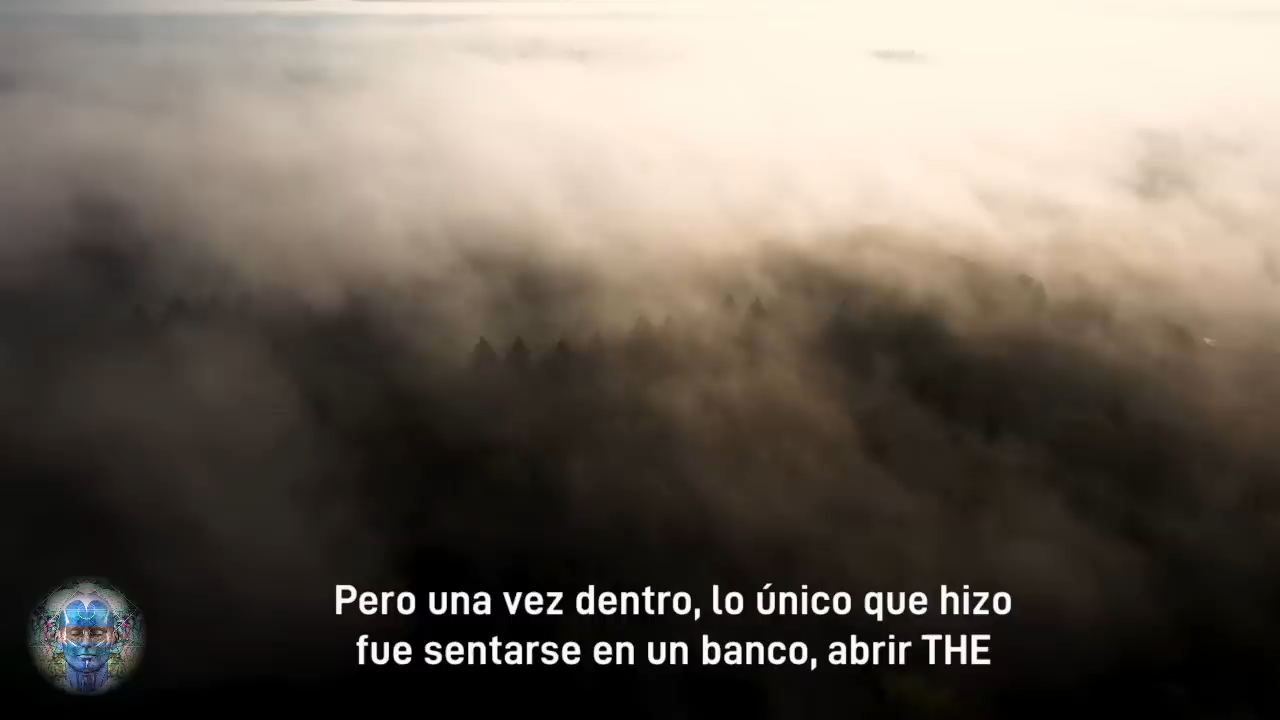 Pero una vez dentro, lo único que hizo
fue sentarse en un banco, abrir THE